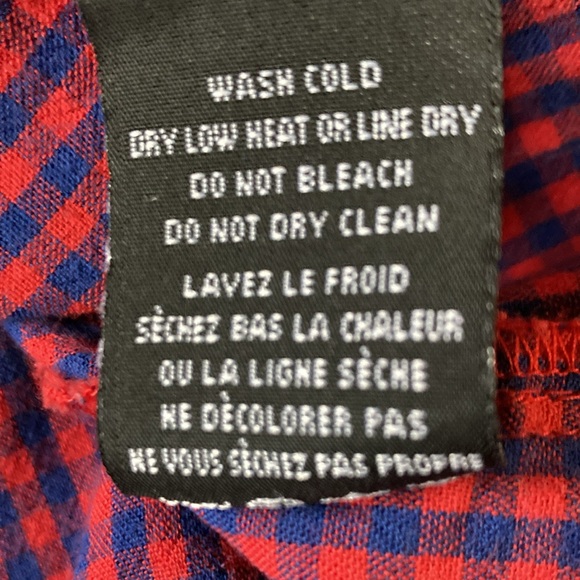 WASH COLD
DRY LOW HEAT OR LINE DRY
DO NOT BLEACH
DO NOT DRY CLEAN
LAVEZ LE FROID
SÈCHEZ BAS LA CHALEUR
OU LA LIGNE SÈCHE
NE DÈCOLORER PAS
NE VOUS SÈCHEZ PAS PROPRE